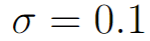 σ = 0.1